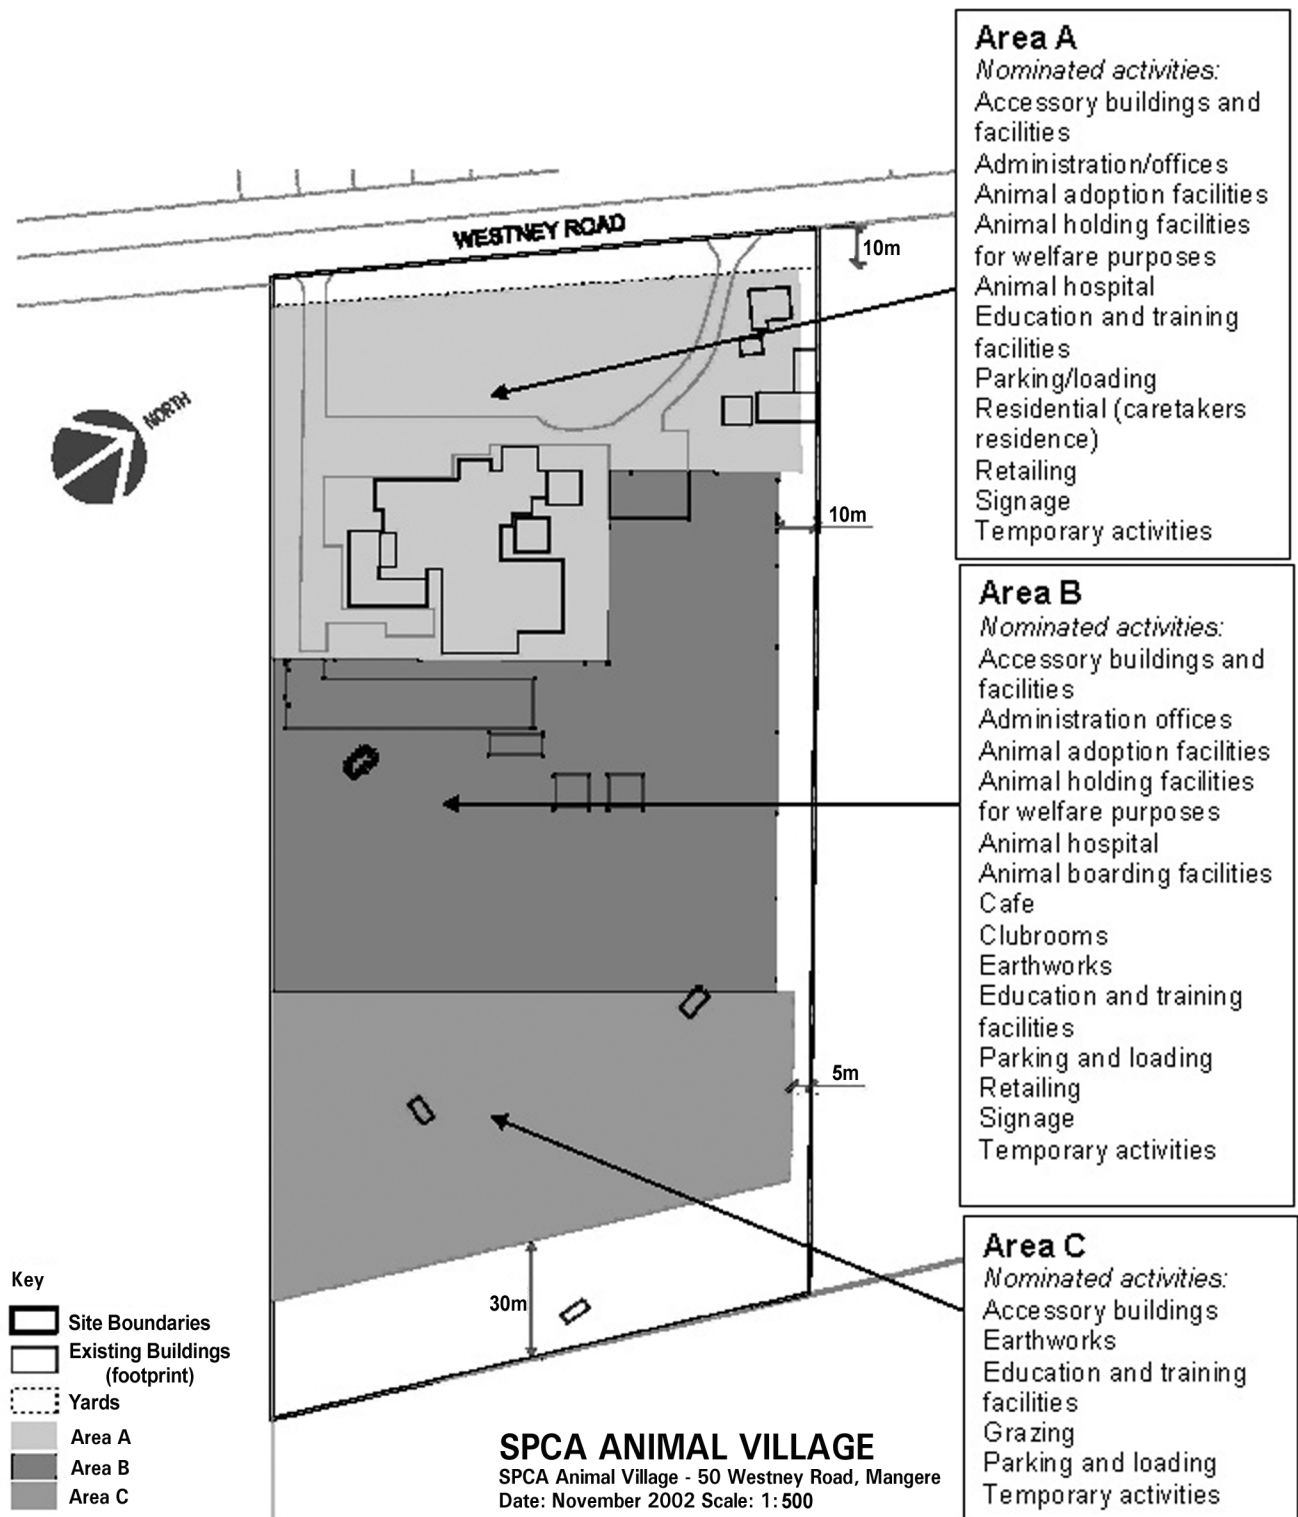 Area A
Nominated activities:
Accessory buildings and
facilities
Administration/offices
Animal adoption facilities
Animal holding facilities
for welfare purposes
Animal hospital
Education and training
facilities
Parking/loading
Residential (caretakers
residence)
Retailing
Signage
Temporary activities
WESTNEY ROAD
10m
NORTH
10m
Area B
Nominated activities:
Accessory buildings and
facilities
Administration offices
Animal adoption facilities
Animal holding facilities
for welfare purposes
Animal hospital
Animal boarding facilities
Cafe
Clubrooms
Earthworks
Education and training
facilities
Parking and loading
Retailing
Signage
Temporary activities
5m
30m
Area C
Nominated activities:
Accessory buildings
Earthworks
Education and training
facilities
Grazing
Parking and loading
Temporary activities
Key
Site Boundaries
Existing Buildings
(footprint)
Yards
Area A
Area B
Area C
SPCA ANIMAL VILLAGE
SPCA Animal Village - 50 Westney Road, Mangere
Date: November 2002 Scale: 1:500